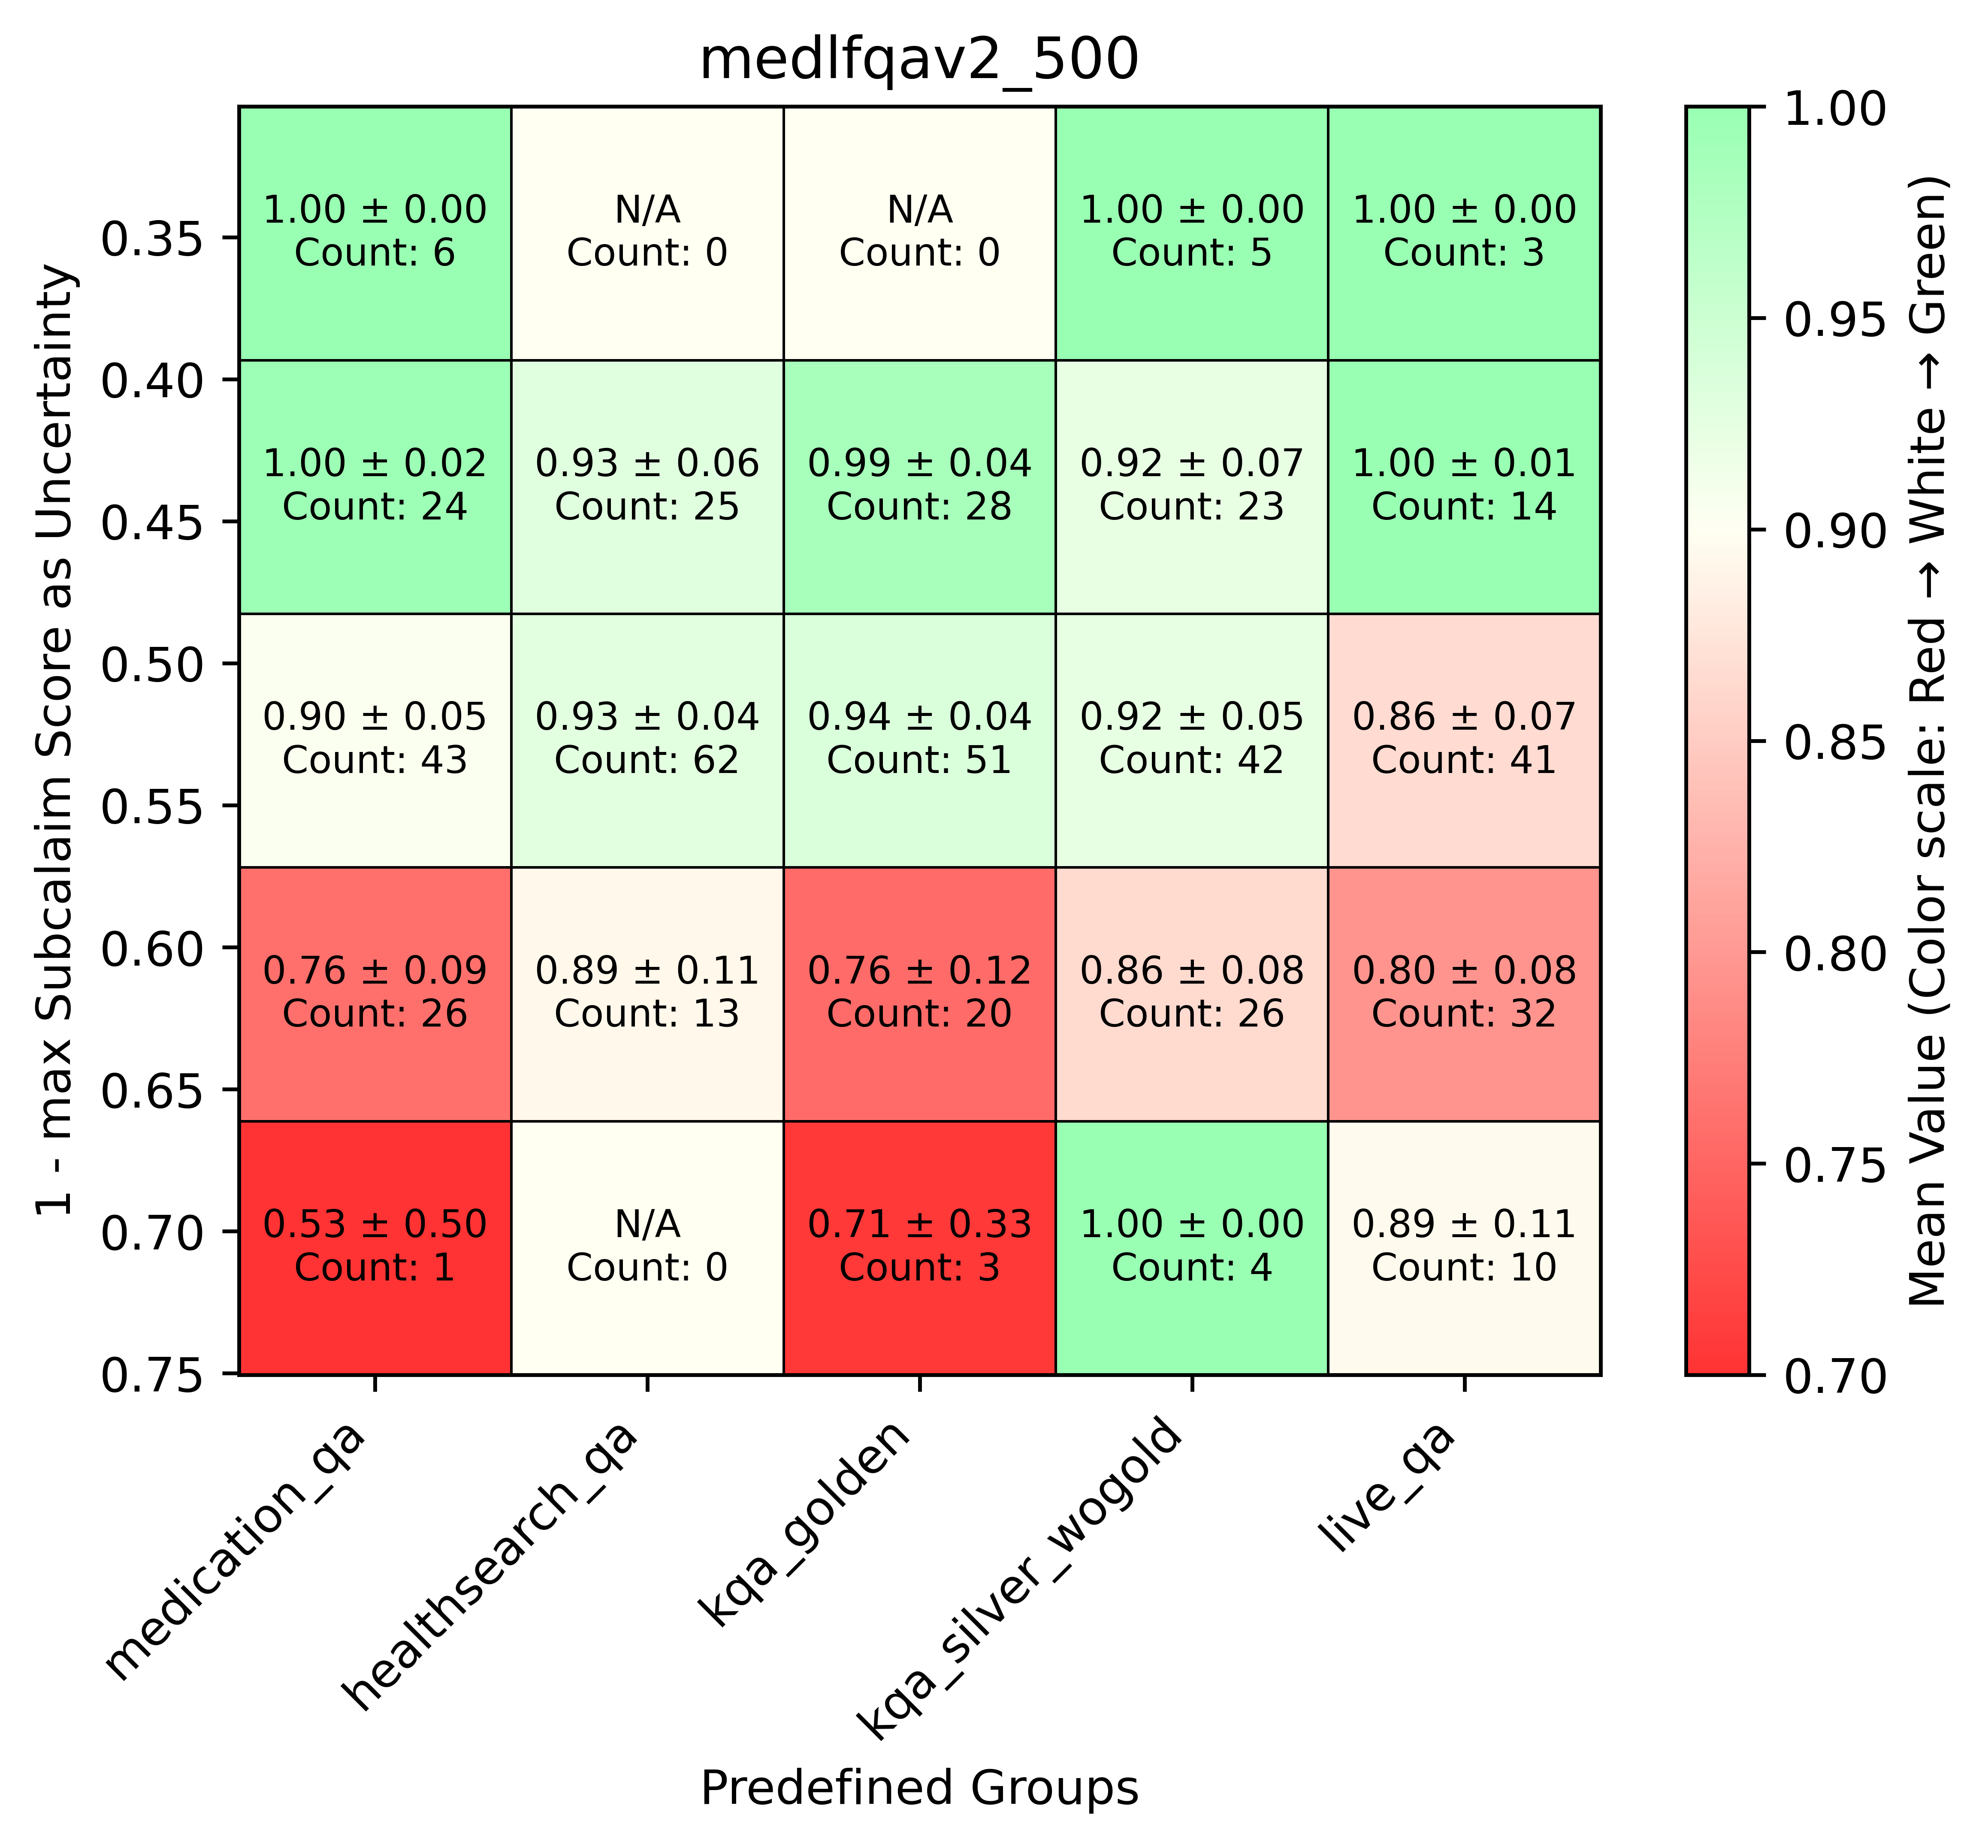 medlfqav2_500
1 - max Subcalaim Score as Uncertainty
0.35
0.40
0.45
0.50
0.55
0.60
0.65
0.70
0.75
1.00 ± 0.00
Count: 6
N/A
Count: 0
N/A
Count: 0
1.00 ± 0.00
Count: 5
1.00 ± 0.00
Count: 3
1.00 ± 0.02
Count: 24
0.93 ± 0.06
Count: 25
0.99 ± 0.04
Count: 28
0.92 ± 0.07
Count: 23
1.00 ± 0.01
Count: 14
0.90 ± 0.05
Count: 43
0.93 ± 0.04
Count: 62
0.94 ± 0.04
Count: 51
0.92 ± 0.05
Count: 42
0.86 ± 0.07
Count: 41
0.76 ± 0.09
Count: 26
0.89 ± 0.11
Count: 13
0.76 ± 0.12
Count: 20
0.86 ± 0.08
Count: 26
0.80 ± 0.08
Count: 32
0.53 ± 0.50
Count: 1
N/A
Count: 0
0.71 ± 0.33
Count: 3
1.00 ± 0.00
Count: 4
0.89 ± 0.11
Count: 10
medication_qa
healthsearch_qa
kqa_golden
kqa_silver_wogold
live_qa
Predefined Groups
1.00
0.95
0.90
0.85
0.80
0.75
0.70
Mean Value (Color scale: Red → White → Green)